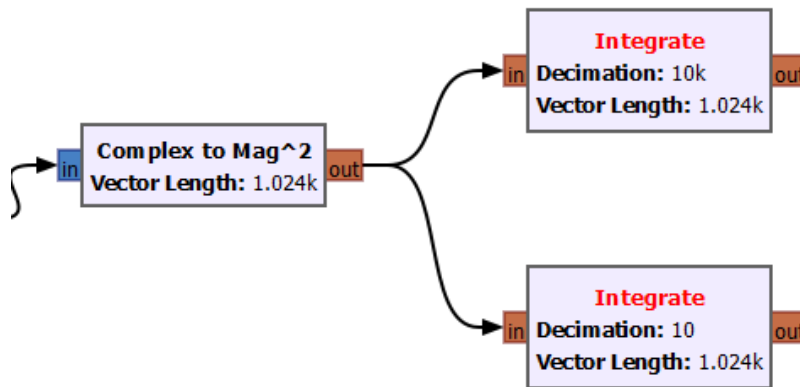 Integrate
in
Decimation: 10k
out
Vector Length: 1.024k
Complex to Mag^2
in
Vector Length: 1.024k
out
Integrate
in
Decimation: 10
out
Vector Length: 1.024k